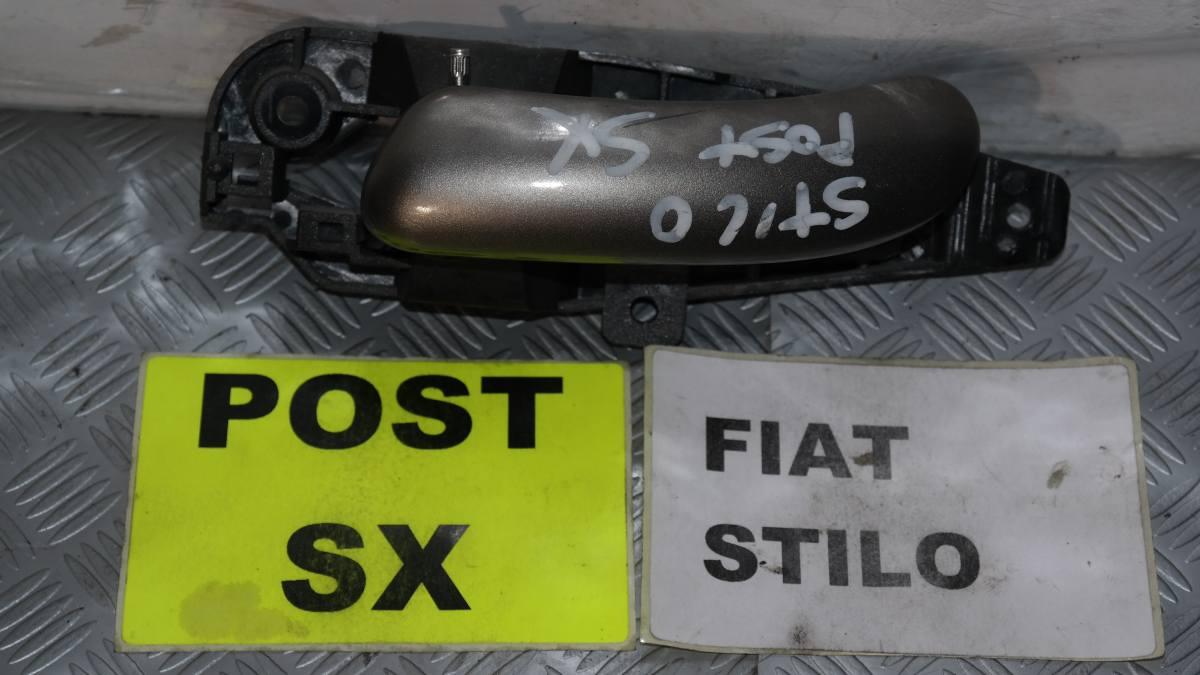 STILO
POST SX
POST
SX
FIAT
STILO